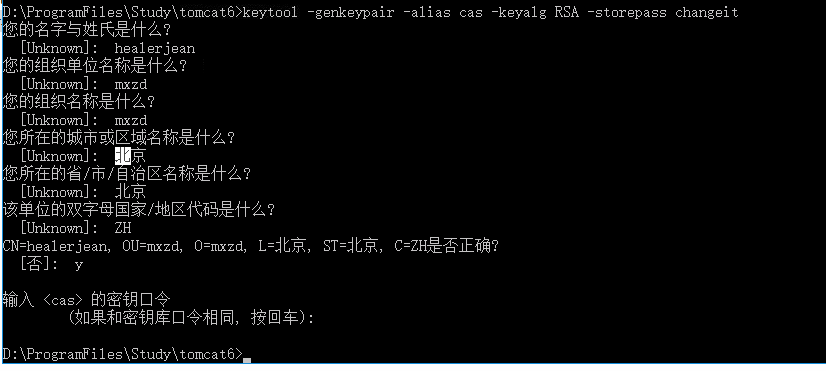 D:\ProgramFiles\Study\tomcat6>keytool -genkeypair -alias cas -keyalg RSA -storepass changeit
您的名字与姓氏是什么?
[Unknown]: healerjean
您的组织单位名称是什么?
[Unknown]: mxzd
您的组织名称是什么?
[Unknown]: mxzd
您所在的城市或区域名称是什么?
[Unknown]: 北京
您所在的省/市/自治区名称是什么?
[Unknown]: 北京
该单位的双字母国家/地区代码是什么?
[Unknown]: ZH
CN=healerjean, OU=mxzd, O=mxzd, L=北京, ST=北京, C=ZH是否正确?
[否]: y
输入 <cas> 的密钥口令
(如果和密钥库口令相同, 按回车):
D:\ProgramFiles\Study\tomcat6>